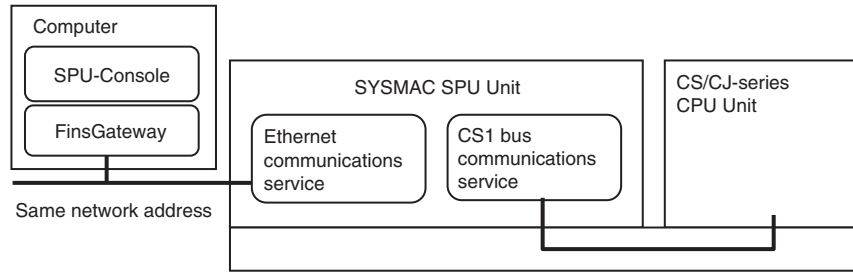 Computer
SPU-Console
FinsGateway
Same network address
SYSMAC SPU Unit
Ethernet
communications
service
CS1 bus
communications
service
CS/CJ-series
CPU Unit